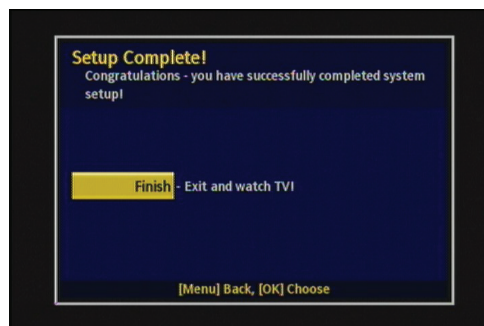 Setup Complete!
Congratulations - you have successfully completed system
setup!
Finish - Exit and watch TV!
[Menu] Back, [OK] Choose